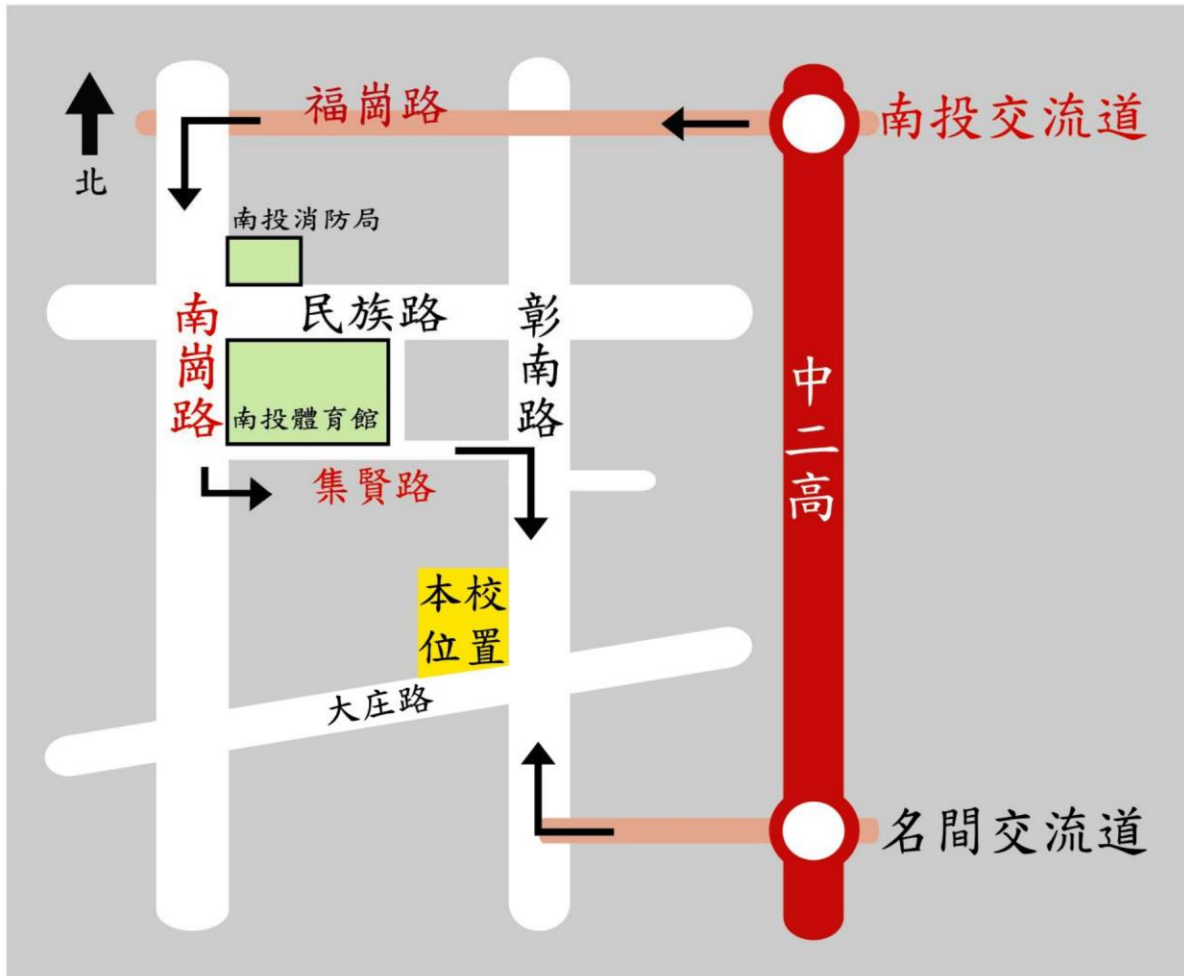 福崗路
南投交流道
北
南投消防局
南崗路
民族路
彰南路
中二高
南投體育館
集賢路
本校
位置
大庄路
名間交流道